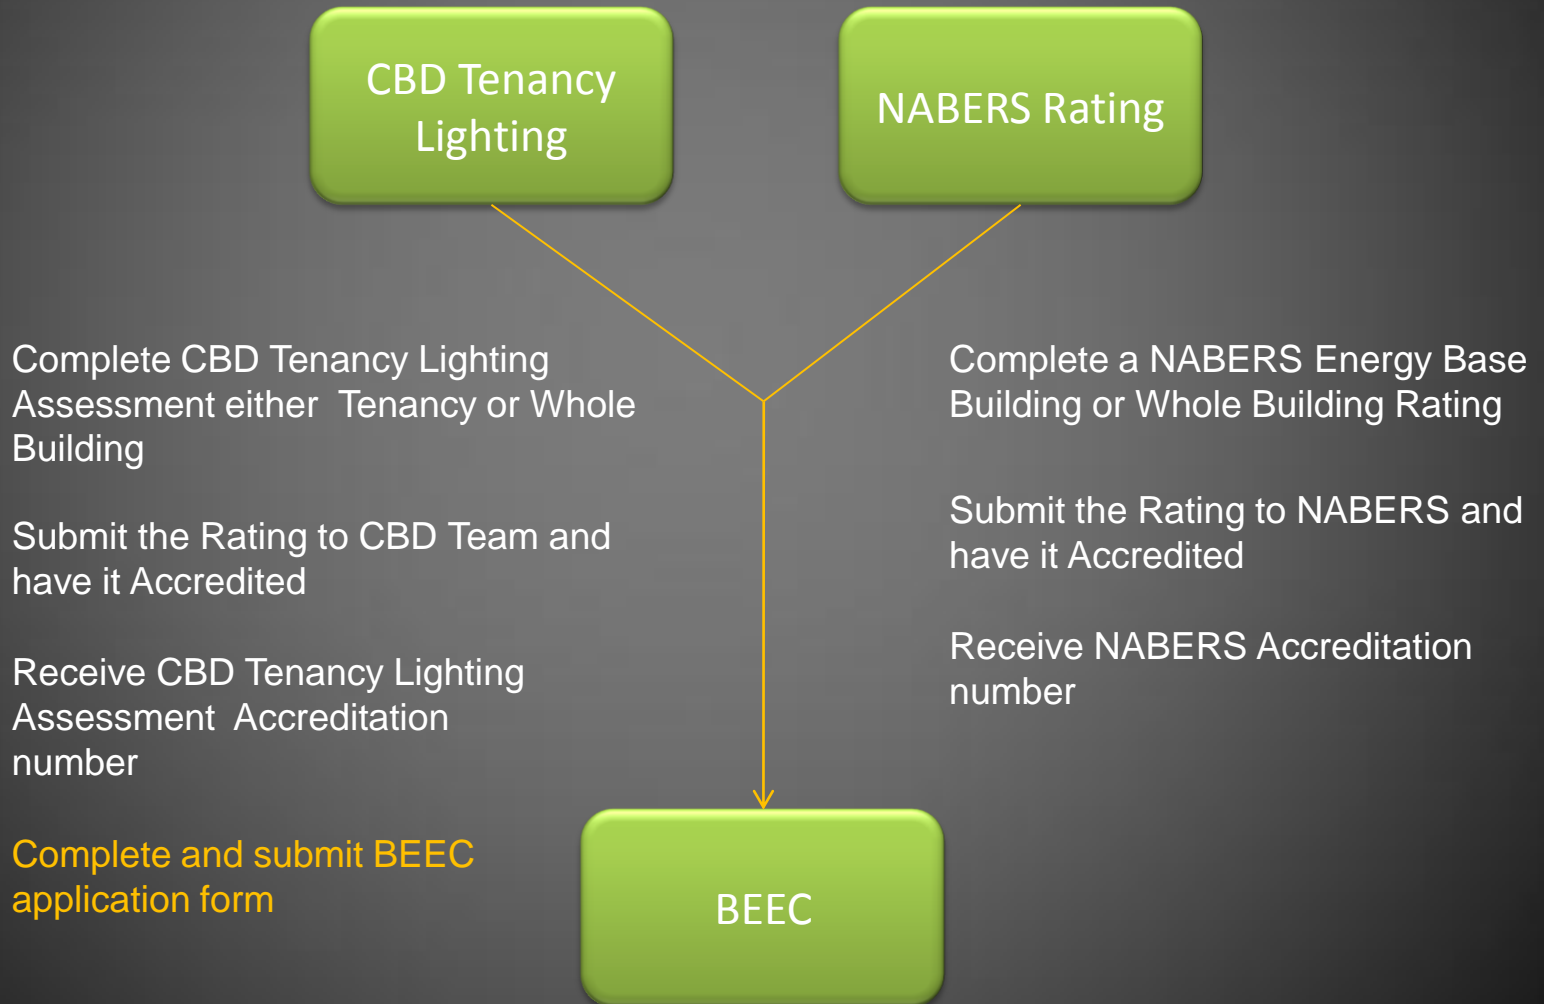 CBD Tenancy
Lighting
NABERS Rating
Complete CBD Tenancy Lighting
Assessment either Tenancy or Whole
Building
Submit the Rating to CBD Team and
have it Accredited
Receive CBD Tenancy Lighting
Assessment Accreditation
number
Complete and submit BEEC
application form
Complete a NABERS Energy Base
Building or Whole Building Rating
Submit the Rating to NABERS and
have it Accredited
Receive NABERS Accreditation
number
BEEC